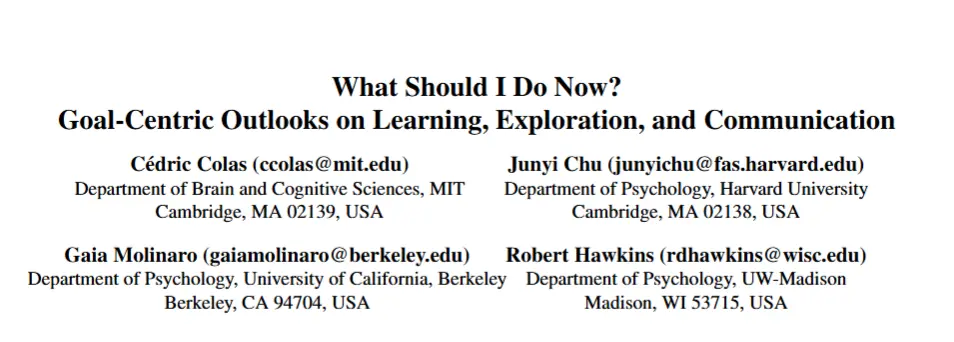 What Should I Do Now?
Goal-Centric Outlooks on Learning, Exploration, and Communication
Cédric Colas (ccolas@mit.edu)
Department of Brain and Cognitive Sciences, MIT
Cambridge, MA 02139, USA
Junyi Chu (junyichu@fas.harvard.edu)
Department of Psychology, Harvard University
Cambridge, MA 02138, USA
Gaia Molinaro (gaiamolinaro@berkeley.edu)
Department of Psychology, University of California, Berkeley
Berkeley, CA 94704, USA
Robert Hawkins (rdhawkins@wisc.edu)
Department of Psychology, UW-Madison
Madison, WI 53715, USA